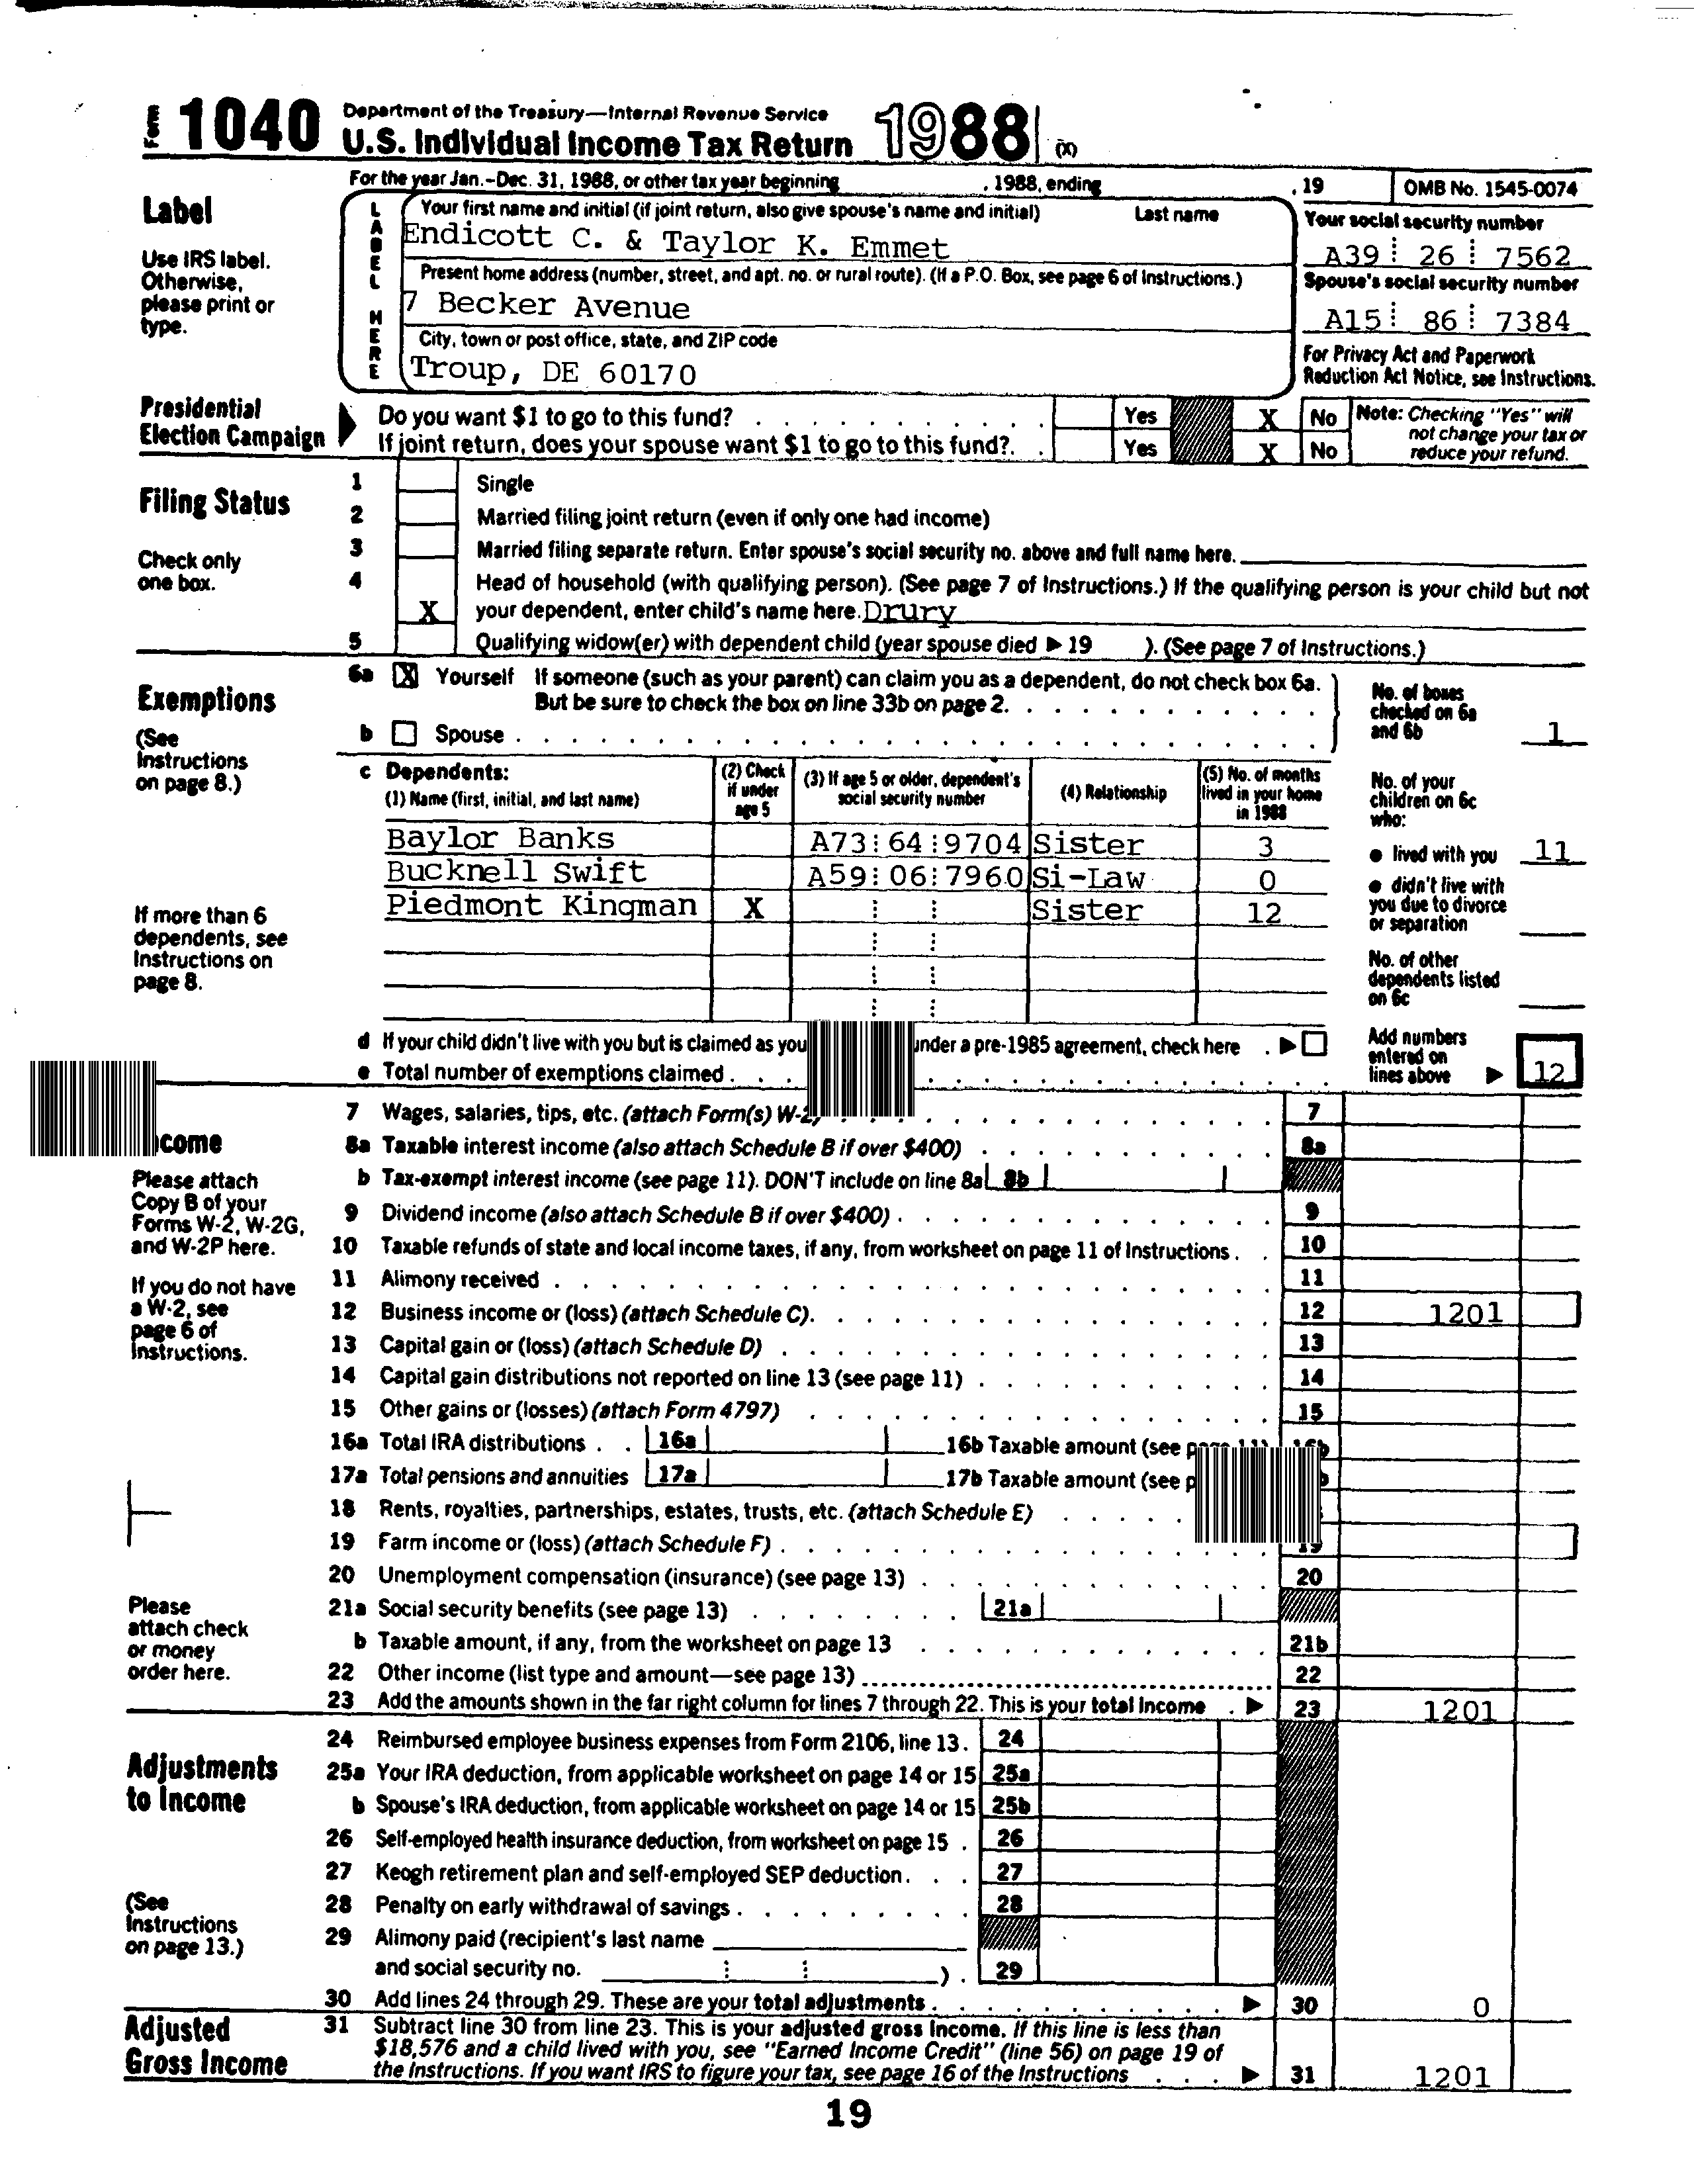 Form 1040 Department of the Treasury—Internal Revenue Service
U.S. Individual Income Tax Return 1988 (X)
For the year Jan.-Dec. 31, 1988, or other tax year beginning , 1988, ending , 19 OMB No. 1545-0074
Label
Use IRS label.
Otherwise,
please print or
type.
LABEL HERE
Your first name and initial (if joint return, also give spouse's name and initial) Last name
Endicott C. & Taylor K. Emmet
Present home address (number, street, and apt. no. or rural route). (If a P.O. Box, see page 6 of Instructions.)
7 Becker Avenue
City, town or post office, state, and ZIP code
Troup, DE 60170
Your social security number
A39 26 7562
Spouse's social security number
A15 86 7384
For Privacy Act and Paperwork
Reduction Act Notice, see Instructions.
Presidential
Election Campaign
Do you want $1 to go to this fund? . . . . . . . . . . Yes X No
If joint return, does your spouse want $1 to go to this fund?. . Yes X No
Note: Checking "Yes" will
not change your tax or
reduce your refund.
Filing Status
Check only
one box.
1 Single
2 Married filing joint return (even if only one had income)
3 Married filing separate return. Enter spouse's social security no. above and full name here.
4 Head of household (with qualifying person). (See page 7 of Instructions.) If the qualifying person is your child but not
X your dependent, enter child's name here. Drury
5 Qualifying widow(er) with dependent child (year spouse died ▶ 19 ). (See page 7 of Instructions.)
Exemptions
(See
Instructions
on page 8.)
If more than 6
dependents, see
Instructions on
page 8.
6a X Yourself If someone (such as your parent) can claim you as a dependent, do not check box 6a.
But be sure to check the box on line 33b on page 2. . . . . . . . . . .
b Spouse . . . . . . . . . . . . . . . . . . . .
No. of boxes
checked on 6a
and 6b 1
c Dependents:
(1) Name (first, initial, and last name)
(2) Check
if under
age 5
(3) If age 5 or older, dependent's
social security number
(4) Relationship
(5) No. of months
lived in your home
in 1988
Baylor Banks A73 64 9704 Sister 3
Bucknell Swift A59 06 7960 Si-Law 0
Piedmont Kingman X Sister 12
No. of your
children on 6c
who:
● lived with you 11
● didn't live with
you due to divorce
or separation
No. of other
dependents listed
on 6c
d If your child didn't live with you but is claimed as you under a pre-1985 agreement, check here . ▶
e Total number of exemptions claimed . . . . . . . . . . . . . . . . .
Add numbers
entered on
lines above ▶ 12
come
Please attach
Copy B of your
Forms W-2, W-2G,
and W-2P here.
If you do not have
a W-2, see
page 6 of
Instructions.
Please
attach check
or money
order here.
7 Wages, salaries, tips, etc. (attach Form(s) W-2) . . . . . . . . . . . . 7
8a Taxable interest income (also attach Schedule B if over $400) . . . . . . . . . . 8a
b Tax-exempt interest income (see page 11). DON'T include on line 8a 8b
9 Dividend income (also attach Schedule B if over $400) . . . . . . . . . . . . . 9
10 Taxable refunds of state and local income taxes, if any, from worksheet on page 11 of Instructions . . 10
11 Alimony received . . . . . . . . . . . . . . . . . . . . 11
12 Business income or (loss) (attach Schedule C). . . . . . . . . . . . . . . 12 1201
13 Capital gain or (loss) (attach Schedule D) . . . . . . . . . . . . . . . 13
14 Capital gain distributions not reported on line 13 (see page 11) . . . . . . . . . . 14
15 Other gains or (losses) (attach Form 4797) . . . . . . . . . . . . . . . 15
16a Total IRA distributions . . 16a 16b Taxable amount (see page 11) 16b
17a Total pensions and annuities 17a 17b Taxable amount (see p
18 Rents, royalties, partnerships, estates, trusts, etc. (attach Schedule E) . . . . .
19 Farm income or (loss) (attach Schedule F) . . . . . . . . . . . . . . . 19
20 Unemployment compensation (insurance) (see page 13) . . . . . . . . . . . . 20
21a Social security benefits (see page 13) . . . . . . . . 21a
b Taxable amount, if any, from the worksheet on page 13 . . . . . . . . . . . . 21b
22 Other income (list type and amount—see page 13) 22
23 Add the amounts shown in the far right column for lines 7 through 22. This is your total income . ▶ 23 1201
Adjustments
to Income
(See
Instructions
on page 13.)
24 Reimbursed employee business expenses from Form 2106, line 13 . 24
25a Your IRA deduction, from applicable worksheet on page 14 or 15 25a
b Spouse's IRA deduction, from applicable worksheet on page 14 or 15 25b
26 Self-employed health insurance deduction, from worksheet on page 15 . 26
27 Keogh retirement plan and self-employed SEP deduction. . . 27
28 Penalty on early withdrawal of savings . . . . . . . . 28
29 Alimony paid (recipient's last name
and social security no. ) . 29
30 Add lines 24 through 29. These are your total adjustments . . . . . . . . . . ▶ 30 0
Adjusted
Gross Income
31 Subtract line 30 from line 23. This is your adjusted gross income. If this line is less than
$18,576 and a child lived with you, see "Earned Income Credit" (line 56) on page 19 of
the Instructions. If you want IRS to figure your tax, see page 16 of the Instructions . . . ▶ 31 1201
19